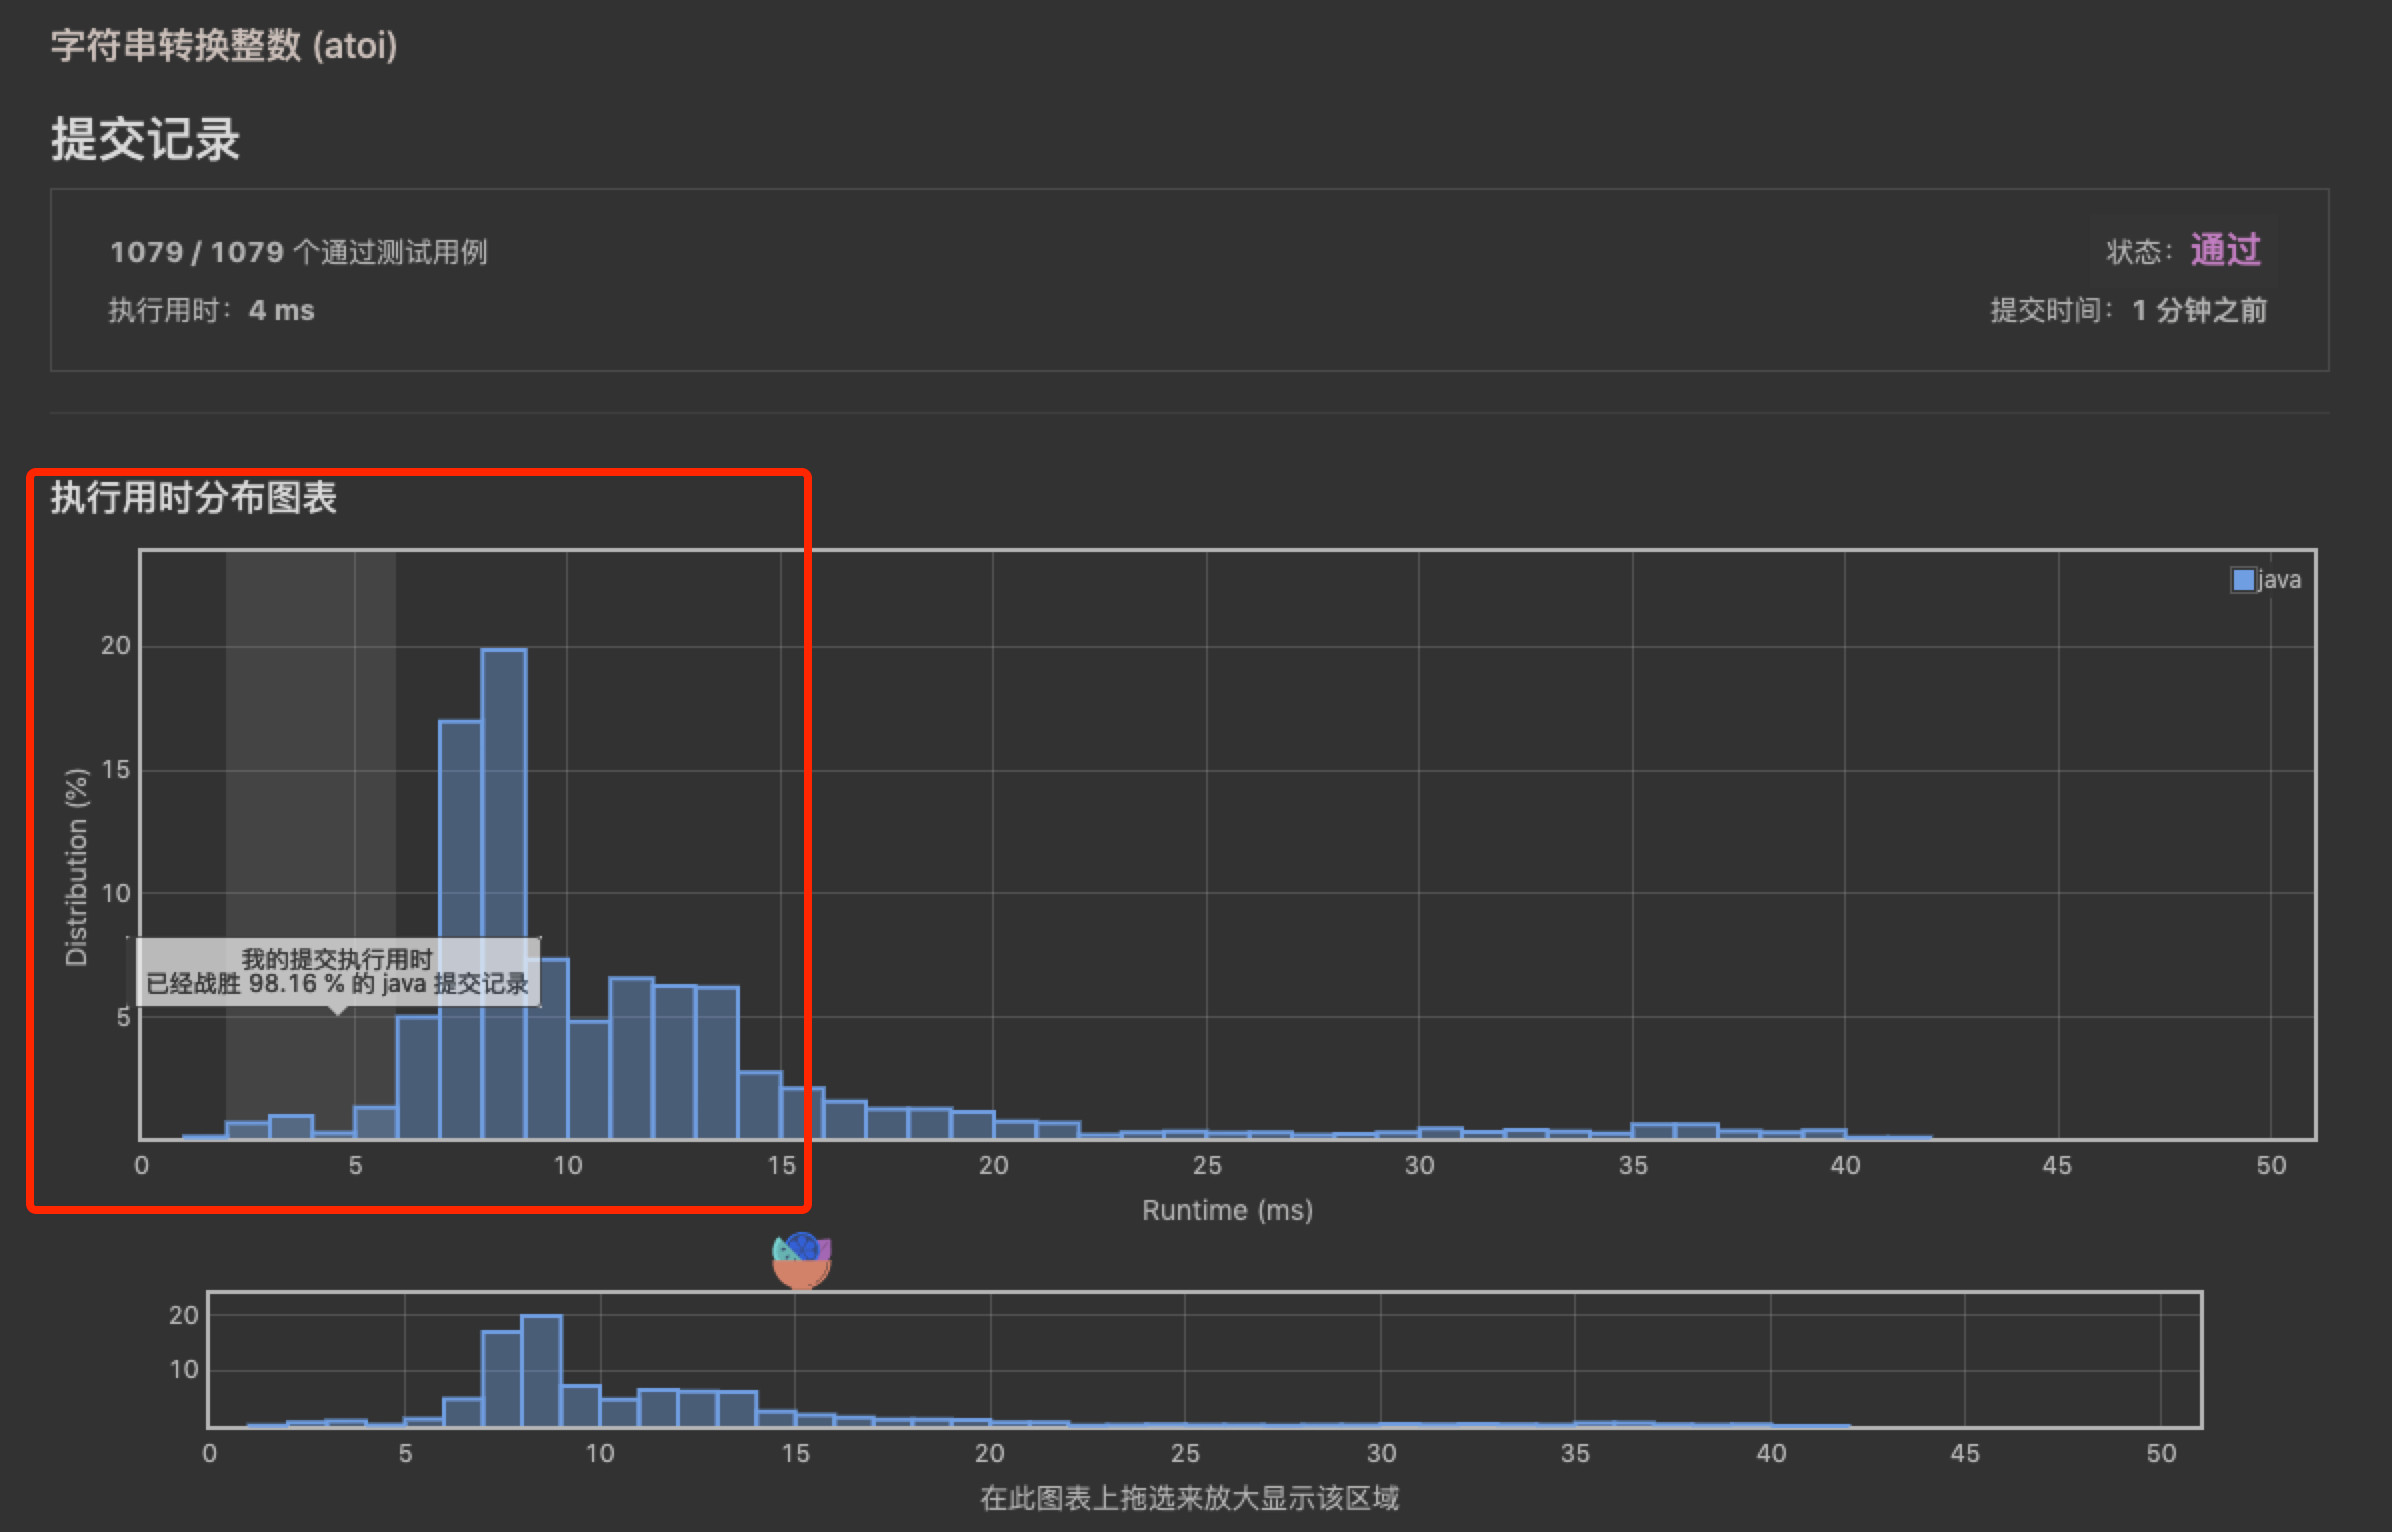 字符串转换整数 (atoi)
提交记录
1079 / 1079 个通过测试用例
状态：通过
执行用时：4 ms
提交时间：1 分钟之前
执行用时分布图表
java
20
15
10
5
Distribution (%)
我的提交执行用时
已经战胜 98.16 % 的 java 提交记录
0 5 10 15 20 25 30 35 40 45 50
Runtime (ms)
20
10
0 5 10 15 20 25 30 35 40 45 50
在此图表上拖选来放大显示该区域